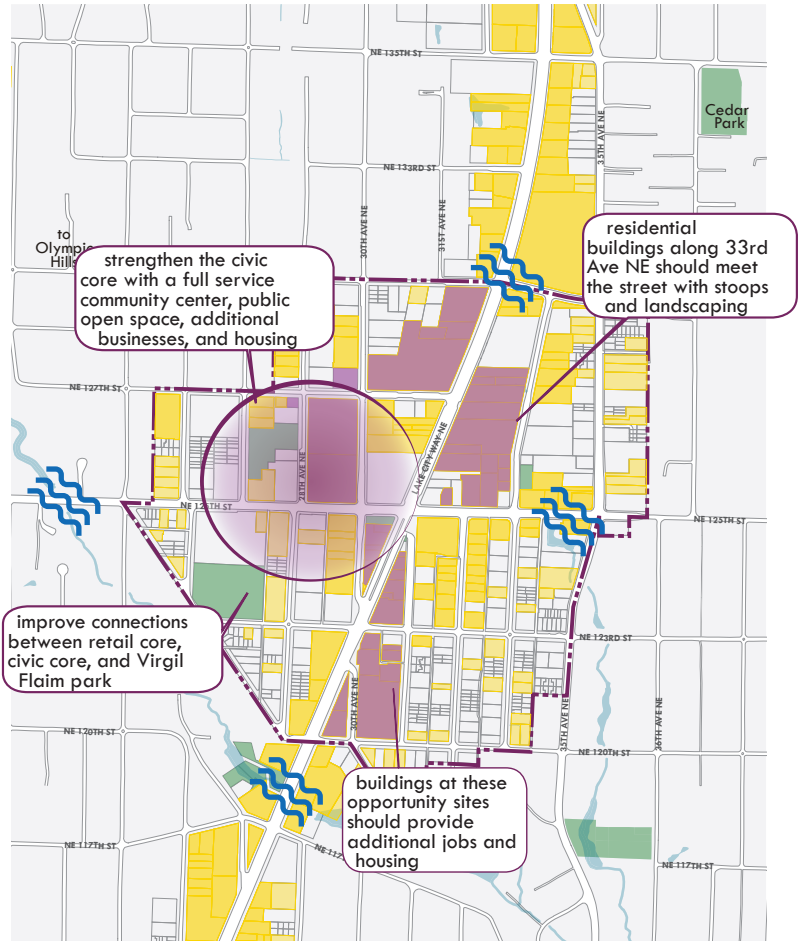 NE 135TH ST
35TH AVE NE
Cedar
Park
NE 133RD ST
30TH AVE NE
31ST AVE NE
to
Olympic
Hills
strengthen the civic
core with a full service
community center, public
open space, additional
businesses, and housing
residential
buildings along 33rd
Ave NE should meet
the street with stoops
and landscaping
NE 127TH ST
LAKE CITY WAY NE
28TH AVE NE
NE 125TH ST
NE 125TH ST
improve connections
between retail core,
civic core, and Virgil
Flaim park
NE 123RD ST
30TH AVE NE
35TH AVE NE
36TH AVE NE
NE 120TH ST
NE 120TH ST
buildings at these
opportunity sites
should provide
additional jobs and
housing
NE 117TH ST
NE 117
NE 117TH ST